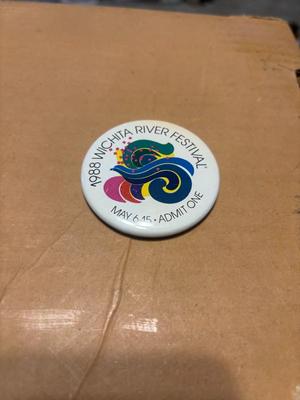 1988 WICHITA RIVER FESTIVAL
MAY 6-15 • ADMIT ONE